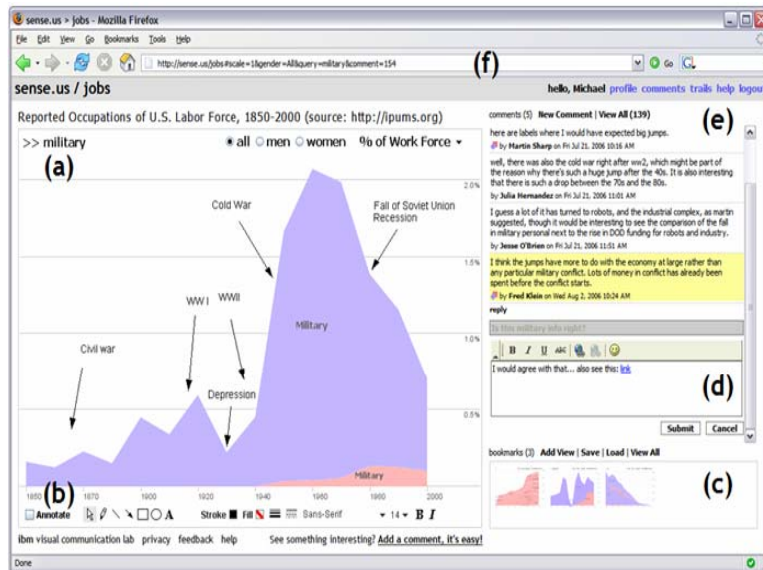 sense.us > jobs - Mozilla Firefox
File Edit View Go Bookmarks Tools Help
http://sense.us/jobs#scale=1&gender=All&query=military&comment=154
Go
(f)
sense.us / jobs
hello, Michael profile comments trails help logout
Reported Occupations of U.S. Labor Force, 1850-2000 (source: http://ipums.org)
>> military
all men women % of Work Force
(a)
2.0%
1.5%
1.0%
0.5%
Cold War
Fall of Soviet Union
Recession
WW I
WWII
Military
Civil war
Depression
Military
1860 1870 1900 1920 1940 1960 1980 2000
(b)
Annotate
A
Stroke Fill Sans-Serif 14 B I
ibm visual communication lab privacy feedback help
See something interesting? Add a comment, it's easy!
comments (5) New Comment | View All (139)
(e)
here are labels where I would have expected big jumps.
by Martin Sharp on Fri Jul 21, 2006 10:16 AM
well, there was also the cold war right after ww2, which might be part of
the reason why there's such a huge jump after the 40s. It is also interesting
that there is such a drop between the 70s and the 80s.
by Julia Hernandez on Fri Jul 21, 2006 11:01 AM
I guess a lot of it has turned to robots, and the industrial complex, as martin
suggested, though it would be interesting to see the comparison of the fall
in military personal next to the rise in DOD funding for robots and industry.
by Jesse O'Brien on Fri Jul 21, 2006 11:51 AM
I think the jumps have more to do with the economy at large rather than
any particular military conflict. Lots of money in conflict has already been
spent before the conflict starts.
by Fred Klein on Wed Aug 2, 2006 10:24 AM
reply
Is this military info right?
B I U ABC
I would agree with that... also see this: link
(d)
Submit Cancel
bookmarks (3) Add View | Save | Load | View All
(c)
Done